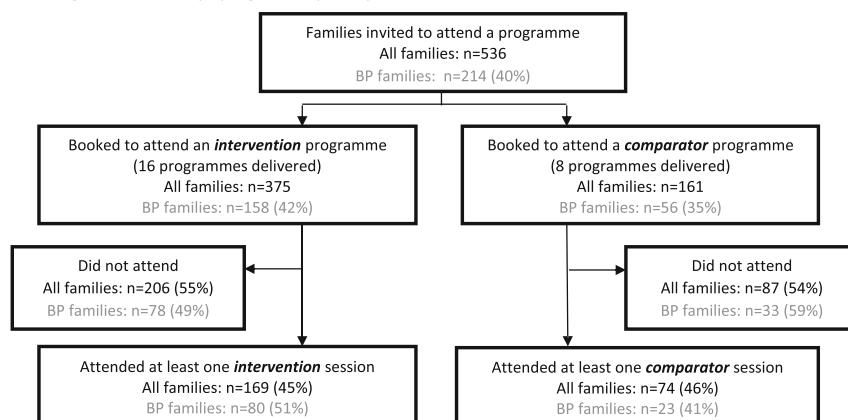 Families invited to attend a programme
All families: n=536
BP families: n=214 (40%)
Booked to attend an intervention programme
(16 programmes delivered)
All families: n=375
BP families: n=158 (42%)
Booked to attend a comparator programme
(8 programmes delivered)
All families: n=161
BP families: n=56 (35%)
Did not attend
All families: n=206 (55%)
BP families: n=78 (49%)
Did not attend
All families: n=87 (54%)
BP families: n=33 (59%)
Attended at least one intervention session
All families: n=169 (45%)
BP families: n=80 (51%)
Attended at least one comparator session
All families: n=74 (46%)
BP families: n=23 (41%)